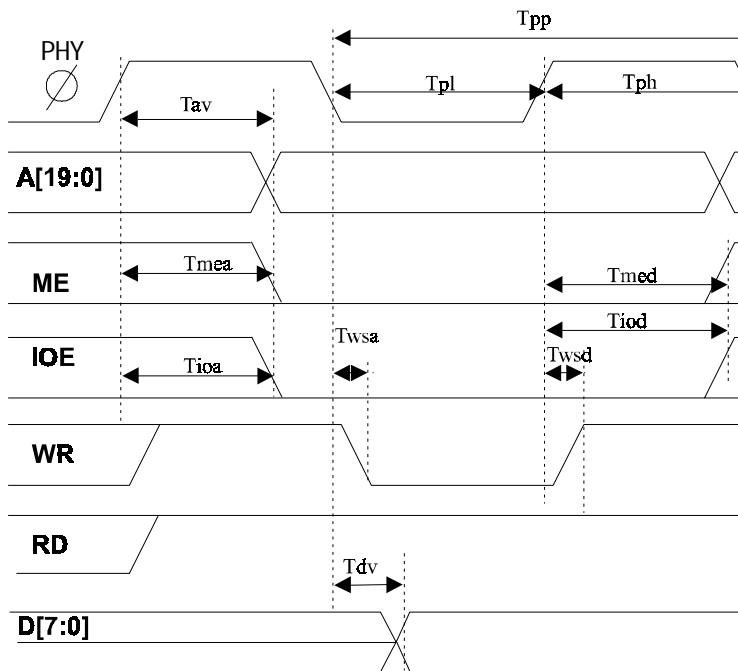 Tpp
PHY
Tpl
Tph
Tav
A[19:0]
Tmea
Tmed
ME
Tiod
Twsa
IOE
Twsd
Tioa
WR
RD
Tdv
D[7:0]